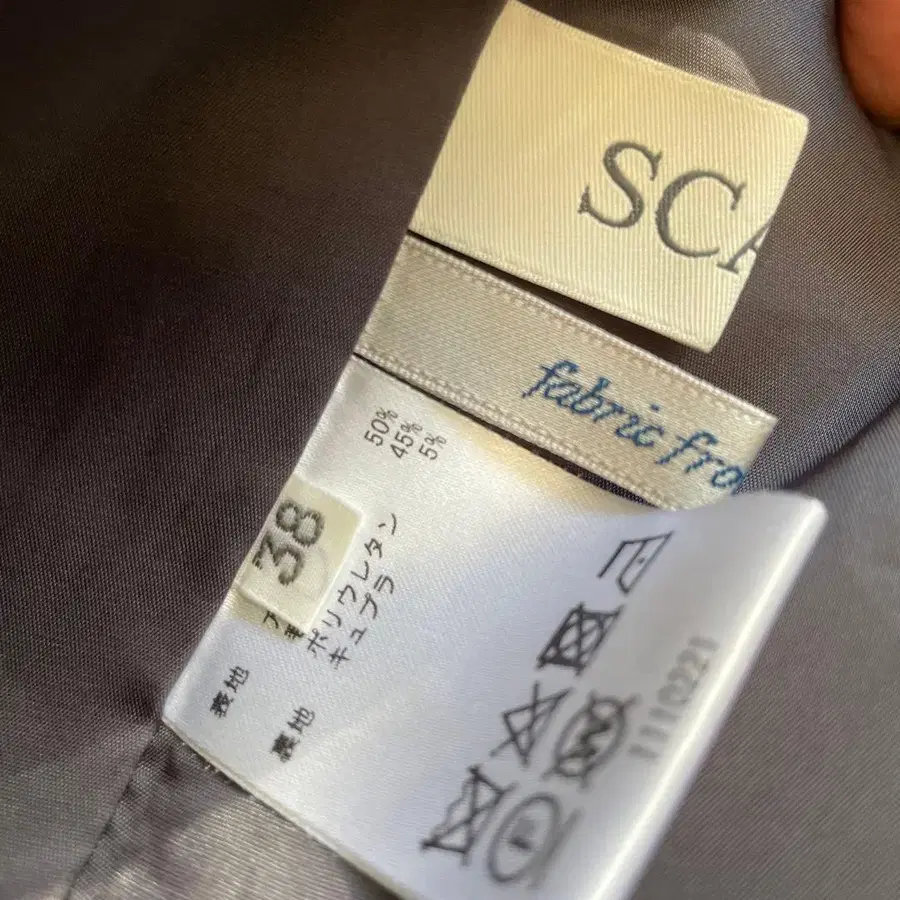 SCA
fabric fro
38
表地
50%
45%
ポリウレタン
5%
裏地
キュプラ
1110221